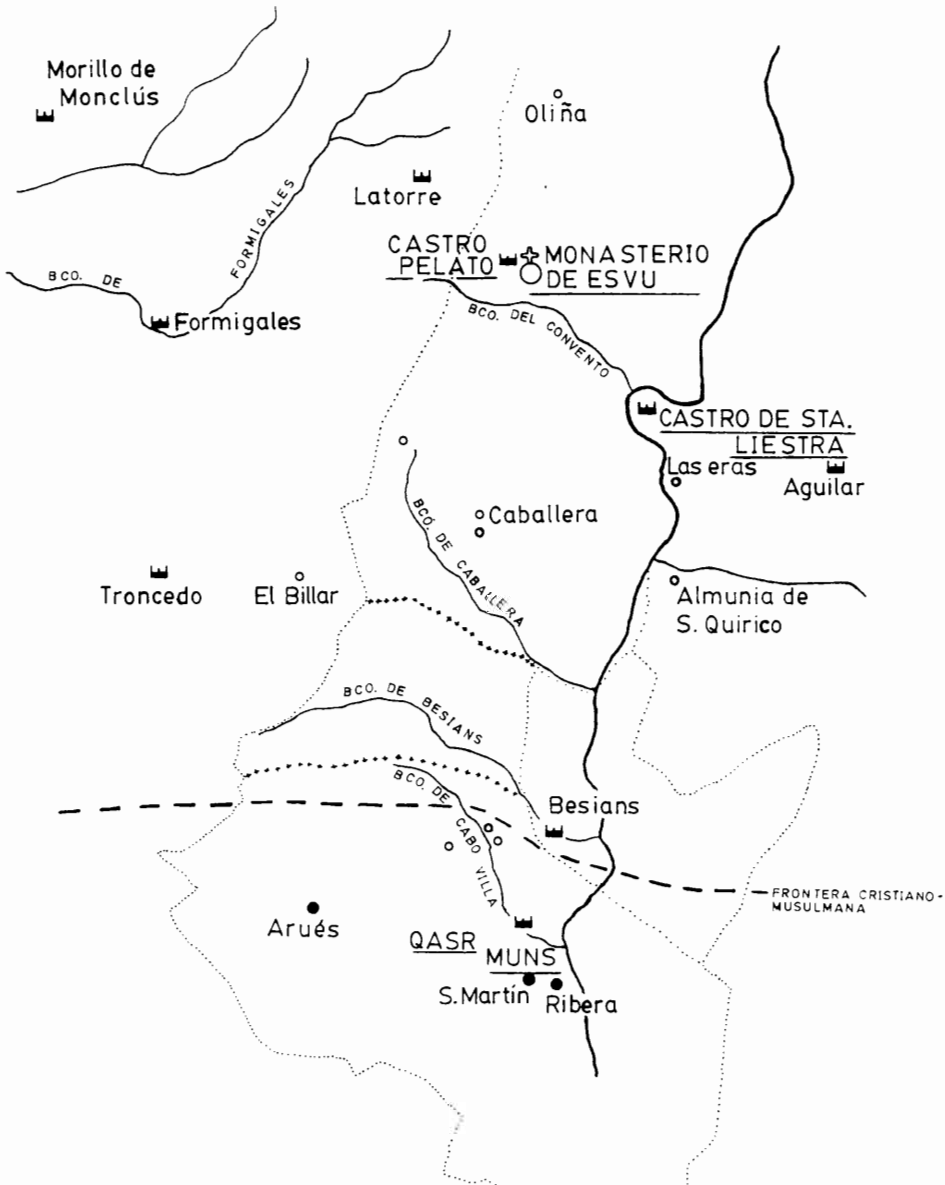 Morillo de
Monclús
Oliña
Latorre
BCO. DE FORMIGALES
Formigales
CASTRO
PELATO
MONASTERIO
DE ESVU
BCO. DEL CONVENTO
CASTRO DE STA.
LIESTRA
Las eras
Aguilar
Caballera
BCO. DE CABALLERA
Troncedo
El Billar
Almunia de
S. Quirico
BCO. DE BESIANS
Besians
BCO. DE CABO VILLA
FRONTERA CRISTIANO-
MUSULMANA
Arués
QASR
MUNS
S. Martín
Ribera